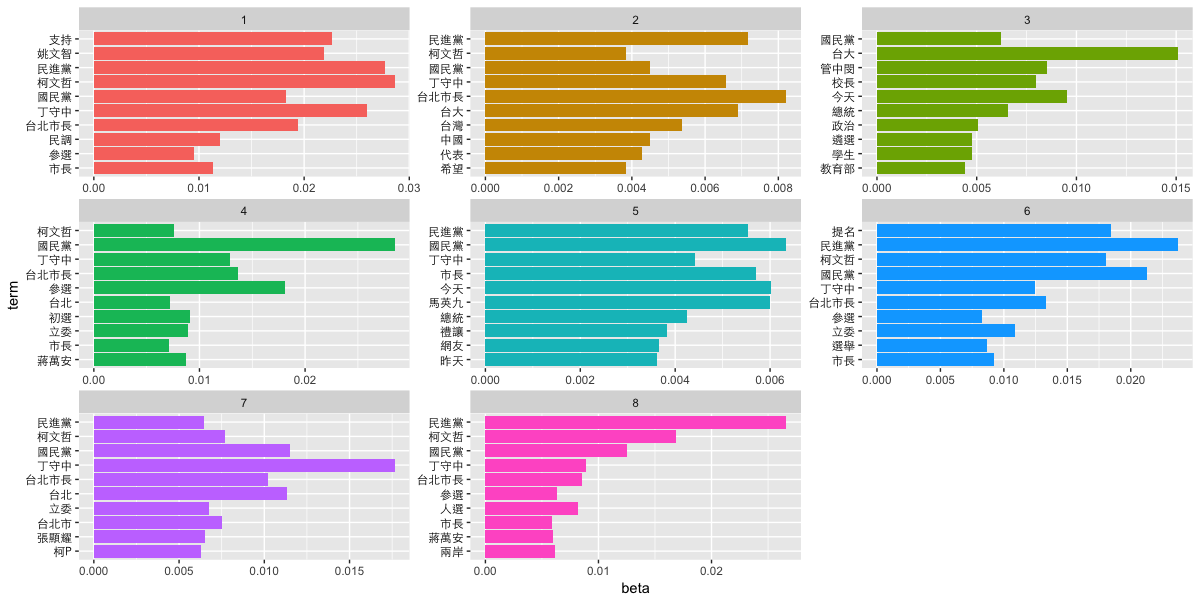 1
支持
姚文智
民進黨
柯文哲
國民黨
丁守中
台北市長
民調
參選
市長
0.00 0.01 0.02 0.03
2
民進黨
柯文哲
國民黨
丁守中
台北市長
台大
台灣
中國
代表
希望
0.000 0.002 0.004 0.006 0.008
3
國民黨
台大
管中閔
校長
今天
總統
政治
遴選
學生
教育部
0.000 0.005 0.010 0.015
term
4
柯文哲
國民黨
丁守中
台北市長
參選
台北
初選
立委
市長
蔣萬安
0.00 0.01 0.02
5
民進黨
國民黨
丁守中
市長
今天
馬英九
總統
禮讓
網友
昨天
0.000 0.002 0.004 0.006
6
提名
民進黨
柯文哲
國民黨
丁守中
台北市長
參選
立委
選舉
市長
0.000 0.005 0.010 0.015 0.020
7
民進黨
柯文哲
國民黨
丁守中
台北市長
台北
立委
台北市
張顯耀
柯P
0.000 0.005 0.010 0.015
8
民進黨
柯文哲
國民黨
丁守中
台北市長
參選
人選
市長
蔣萬安
兩岸
0.00 0.01 0.02
beta